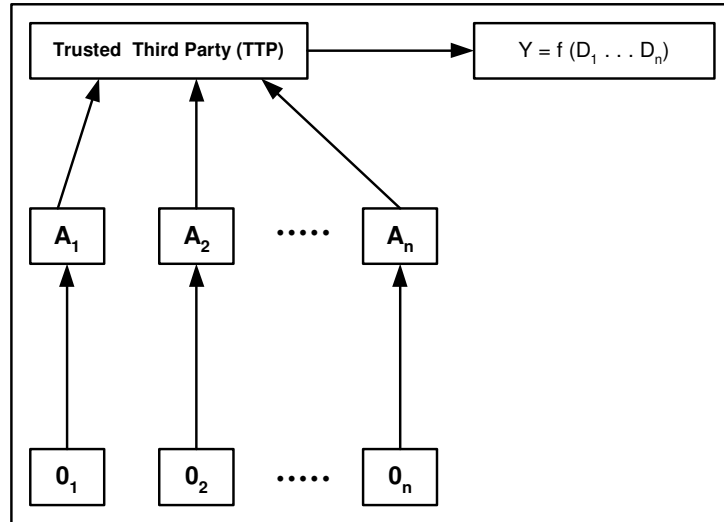 Trusted Third Party (TTP)
Y = f (D₁ . . . Dₙ)
A₁
A₂
.....
Aₙ
0₁
0₂
.....
0ₙ